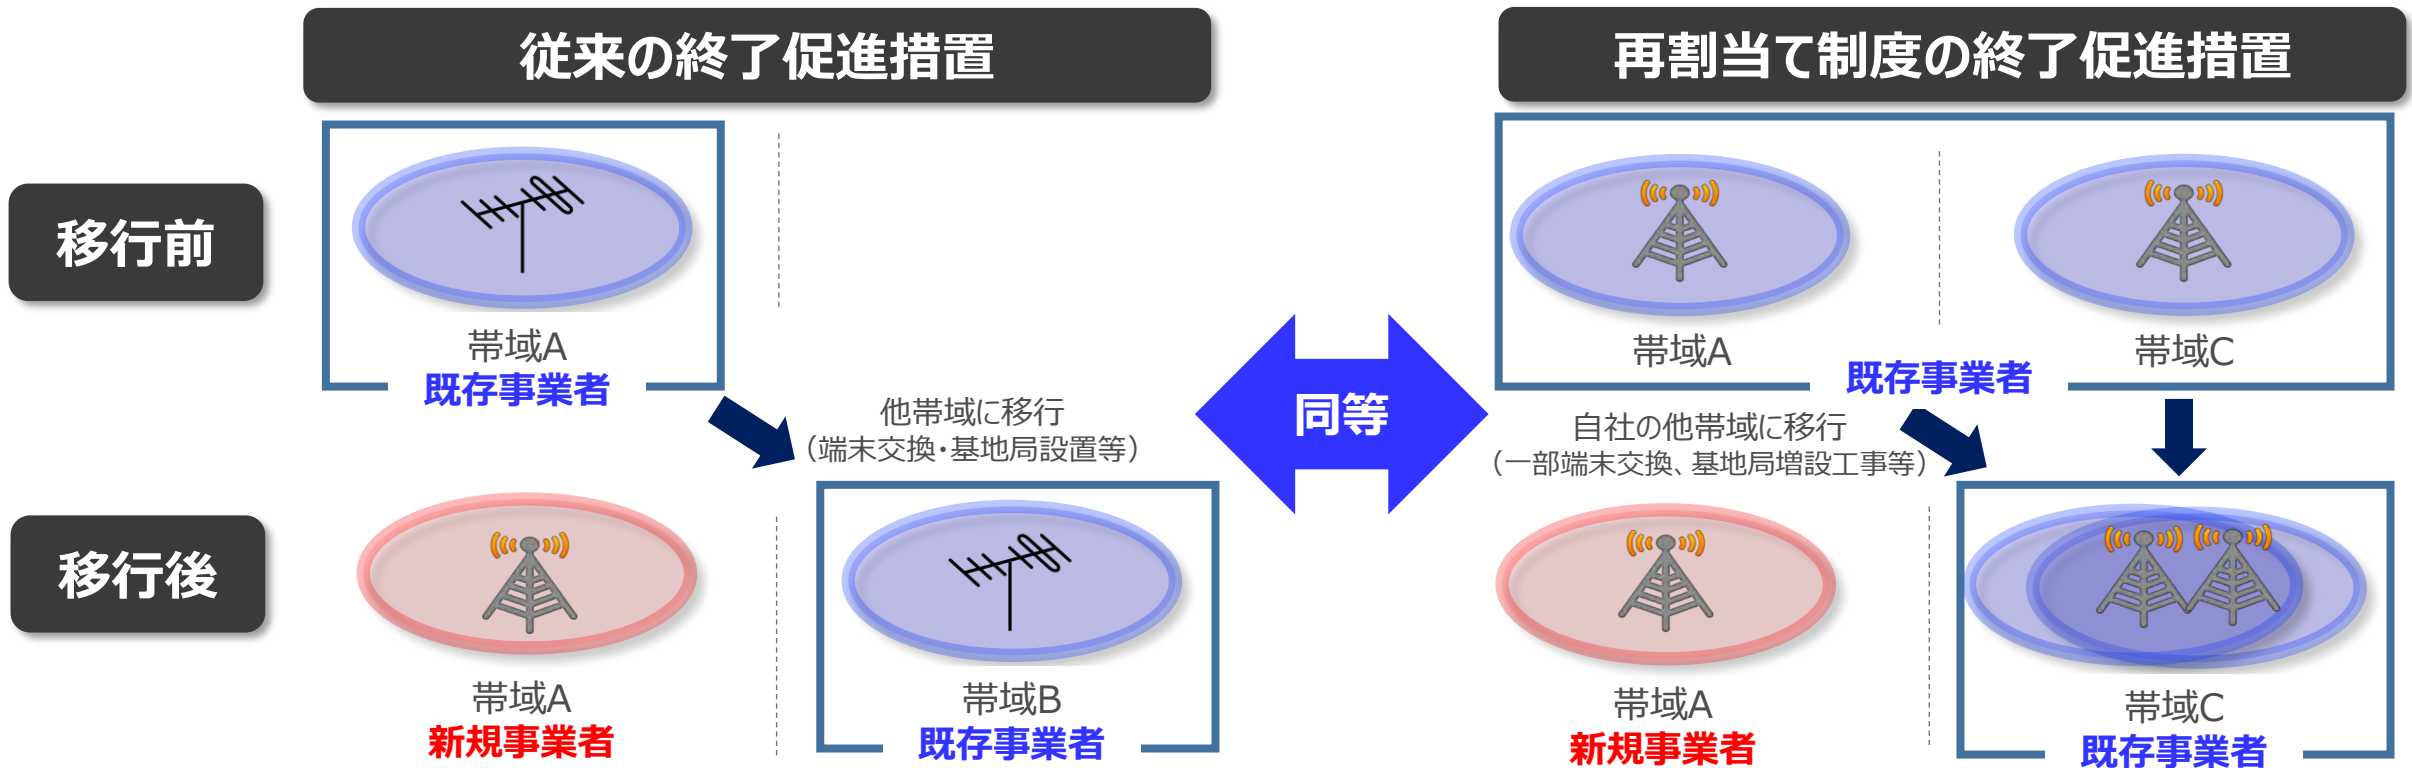 従来の終了促進措置
再割当て制度の終了促進措置
移行前
帯域A
既存事業者
帯域A
帯域C
既存事業者
他帯域に移行
（端末交換・基地局設置等）
同等
自社の他帯域に移行
（一部端末交換、基地局増設工事等）
移行後
帯域A
新規事業者
帯域B
既存事業者
帯域A
新規事業者
帯域C
既存事業者